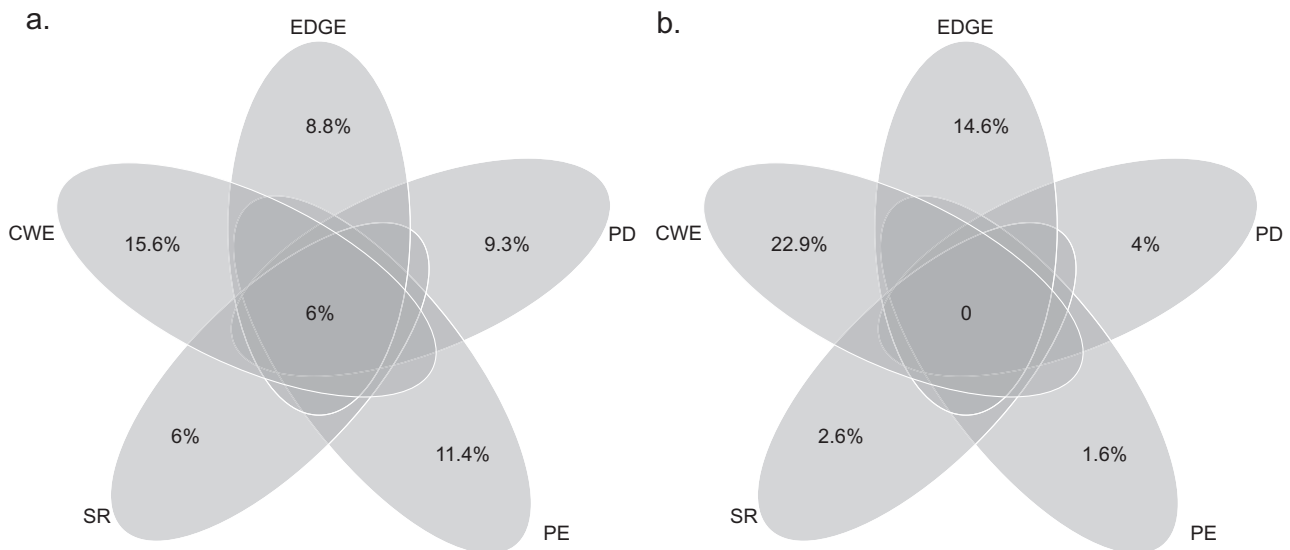 a.
EDGE
8.8%
CWE
15.6%
9.3%
PD
6%
6%
11.4%
SR
PE
b.
EDGE
14.6%
CWE
22.9%
4%
PD
0
2.6%
1.6%
SR
PE